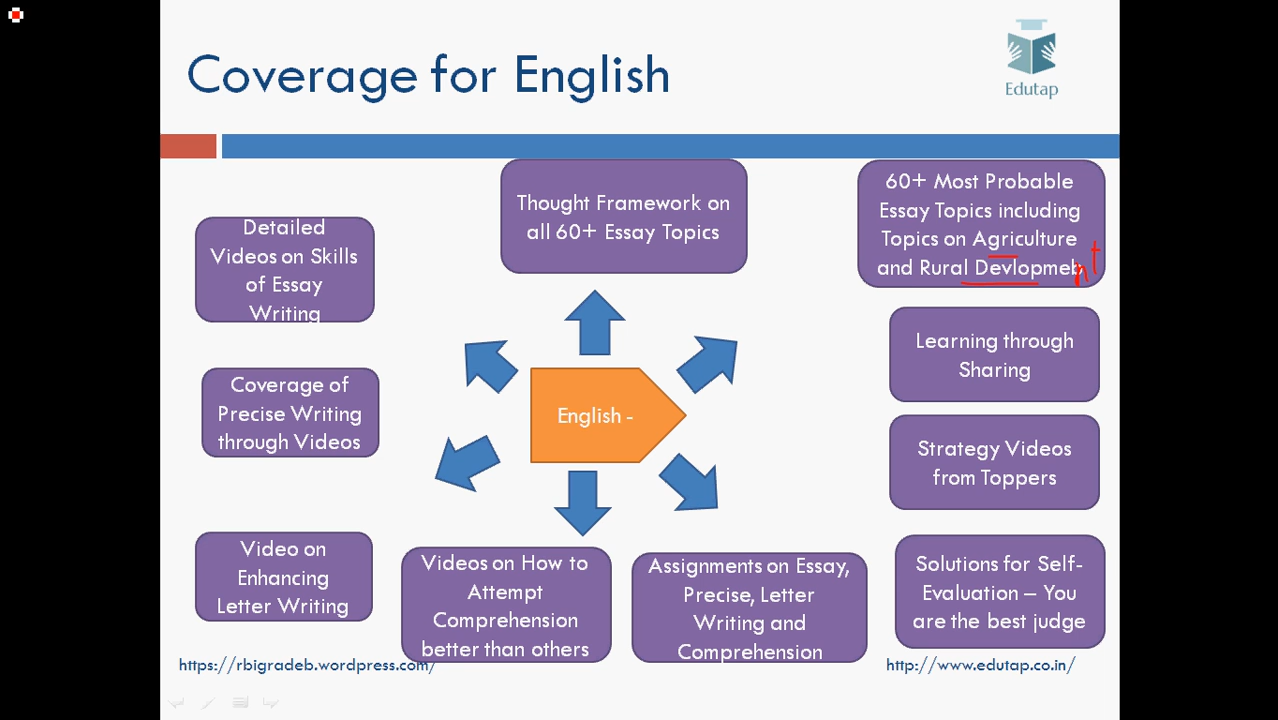 Coverage for English
Edutap
Thought Framework on
all 60+ Essay Topics
60+ Most Probable
Essay Topics including
Topics on Agriculture
and Rural Devlopment
Detailed
Videos on Skills
of Essay
Writing
Learning through
Sharing
Coverage of
Precise Writing
through Videos
English -
Strategy Videos
from Toppers
Video on
Enhancing
Letter Writing
Videos on How to
Attempt
Comprehension
better than others
Assignments on Essay,
Precise, Letter
Writing and
Comprehension
Solutions for Self-
Evaluation – You
are the best judge
https://rbigradeb.wordpress.com/
http://www.edutap.co.in/